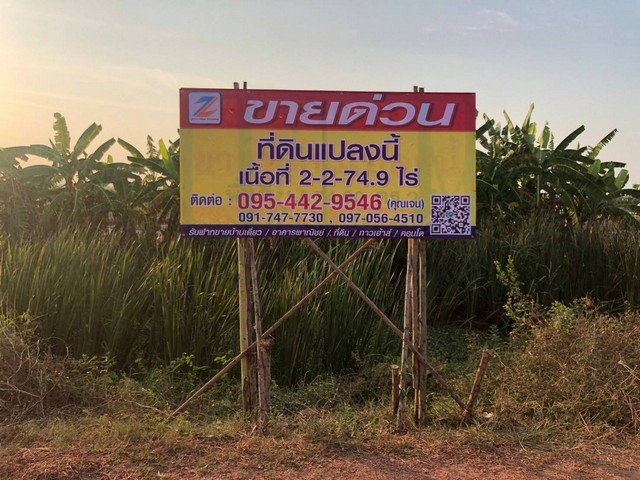 ขายด่วน
ที่ดินแปลงนี้
เนื้อที่ 2-2-74.9 ไร่
ติดต่อ : 095-442-9546 (คุณเจน)
091-747-7730 , 097-056-4510
รับฝากขายบ้านเดี่ยว / อาคารพาณิชย์ / ที่ดิน / ทาวเฮ้าส์ / คอนโด